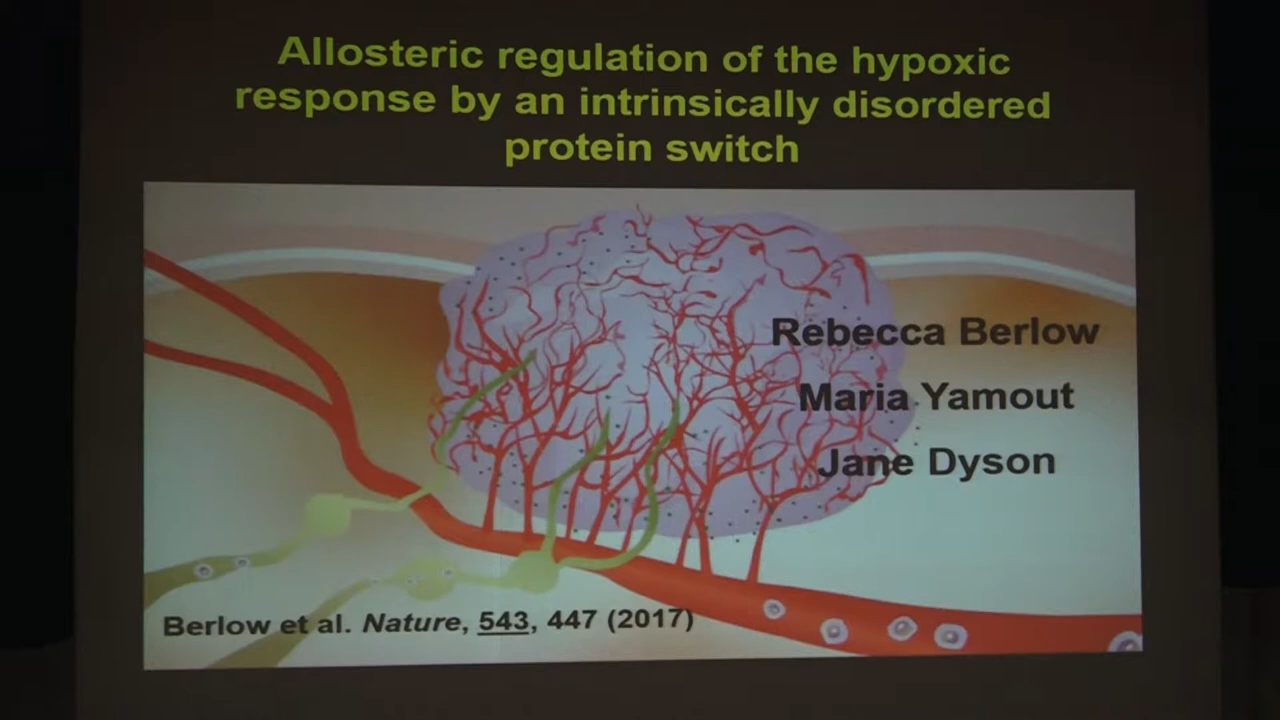 Allosteric regulation of the hypoxic
response by an intrinsically disordered
protein switch
Rebecca Berlow
Maria Yamout
Jane Dyson
Berlow et al. Nature, 543, 447 (2017)